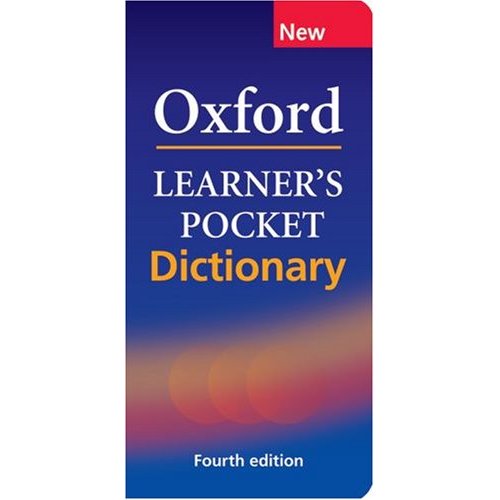 New
Oxford
LEARNER'S
POCKET
Dictionary
Fourth edition